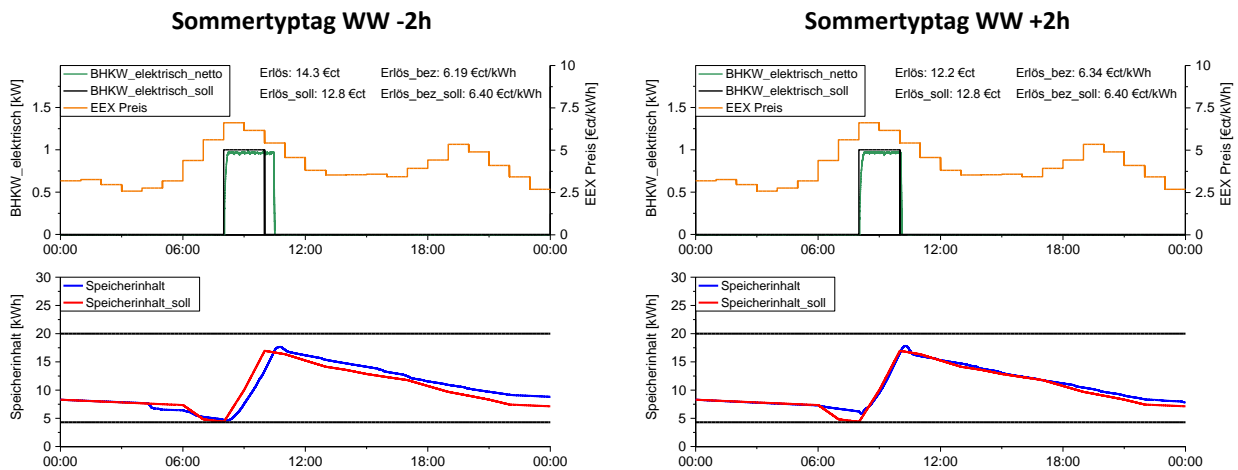 Sommertyptag WW -2h
BHKW_elektrisch_netto
BHKW_elektrisch_soll
EEX Preis
Erlös: 14.3 €ct
Erlös_bez: 6.19 €ct/kWh
Erlös_soll: 12.8 €ct
Erlös_bez_soll: 6.40 €ct/kWh
BHKW_elektrisch [kW]
0
0.5
1
1.5
EEX Preis [€ct/kWh]
0
2.5
5
7.5
10
00:00
06:00
12:00
18:00
00:00
Speicherinhalt
Speicherinhalt_soll
Speicherinhalt [kWh]
0
5
10
15
20
25
30
00:00
06:00
12:00
18:00
00:00
Sommertyptag WW +2h
BHKW_elektrisch_netto
BHKW_elektrisch_soll
EEX Preis
Erlös: 12.2 €ct
Erlös_bez: 6.34 €ct/kWh
Erlös_soll: 12.8 €ct
Erlös_bez_soll: 6.40 €ct/kWh
BHKW_elektrisch [kW]
0
0.5
1
1.5
EEX Preis [€ct/kWh]
0
2.5
5
7.5
10
00:00
06:00
12:00
18:00
00:00
Speicherinhalt
Speicherinhalt_soll
Speicherinhalt [kWh]
0
5
10
15
20
25
30
00:00
06:00
12:00
18:00
00:00